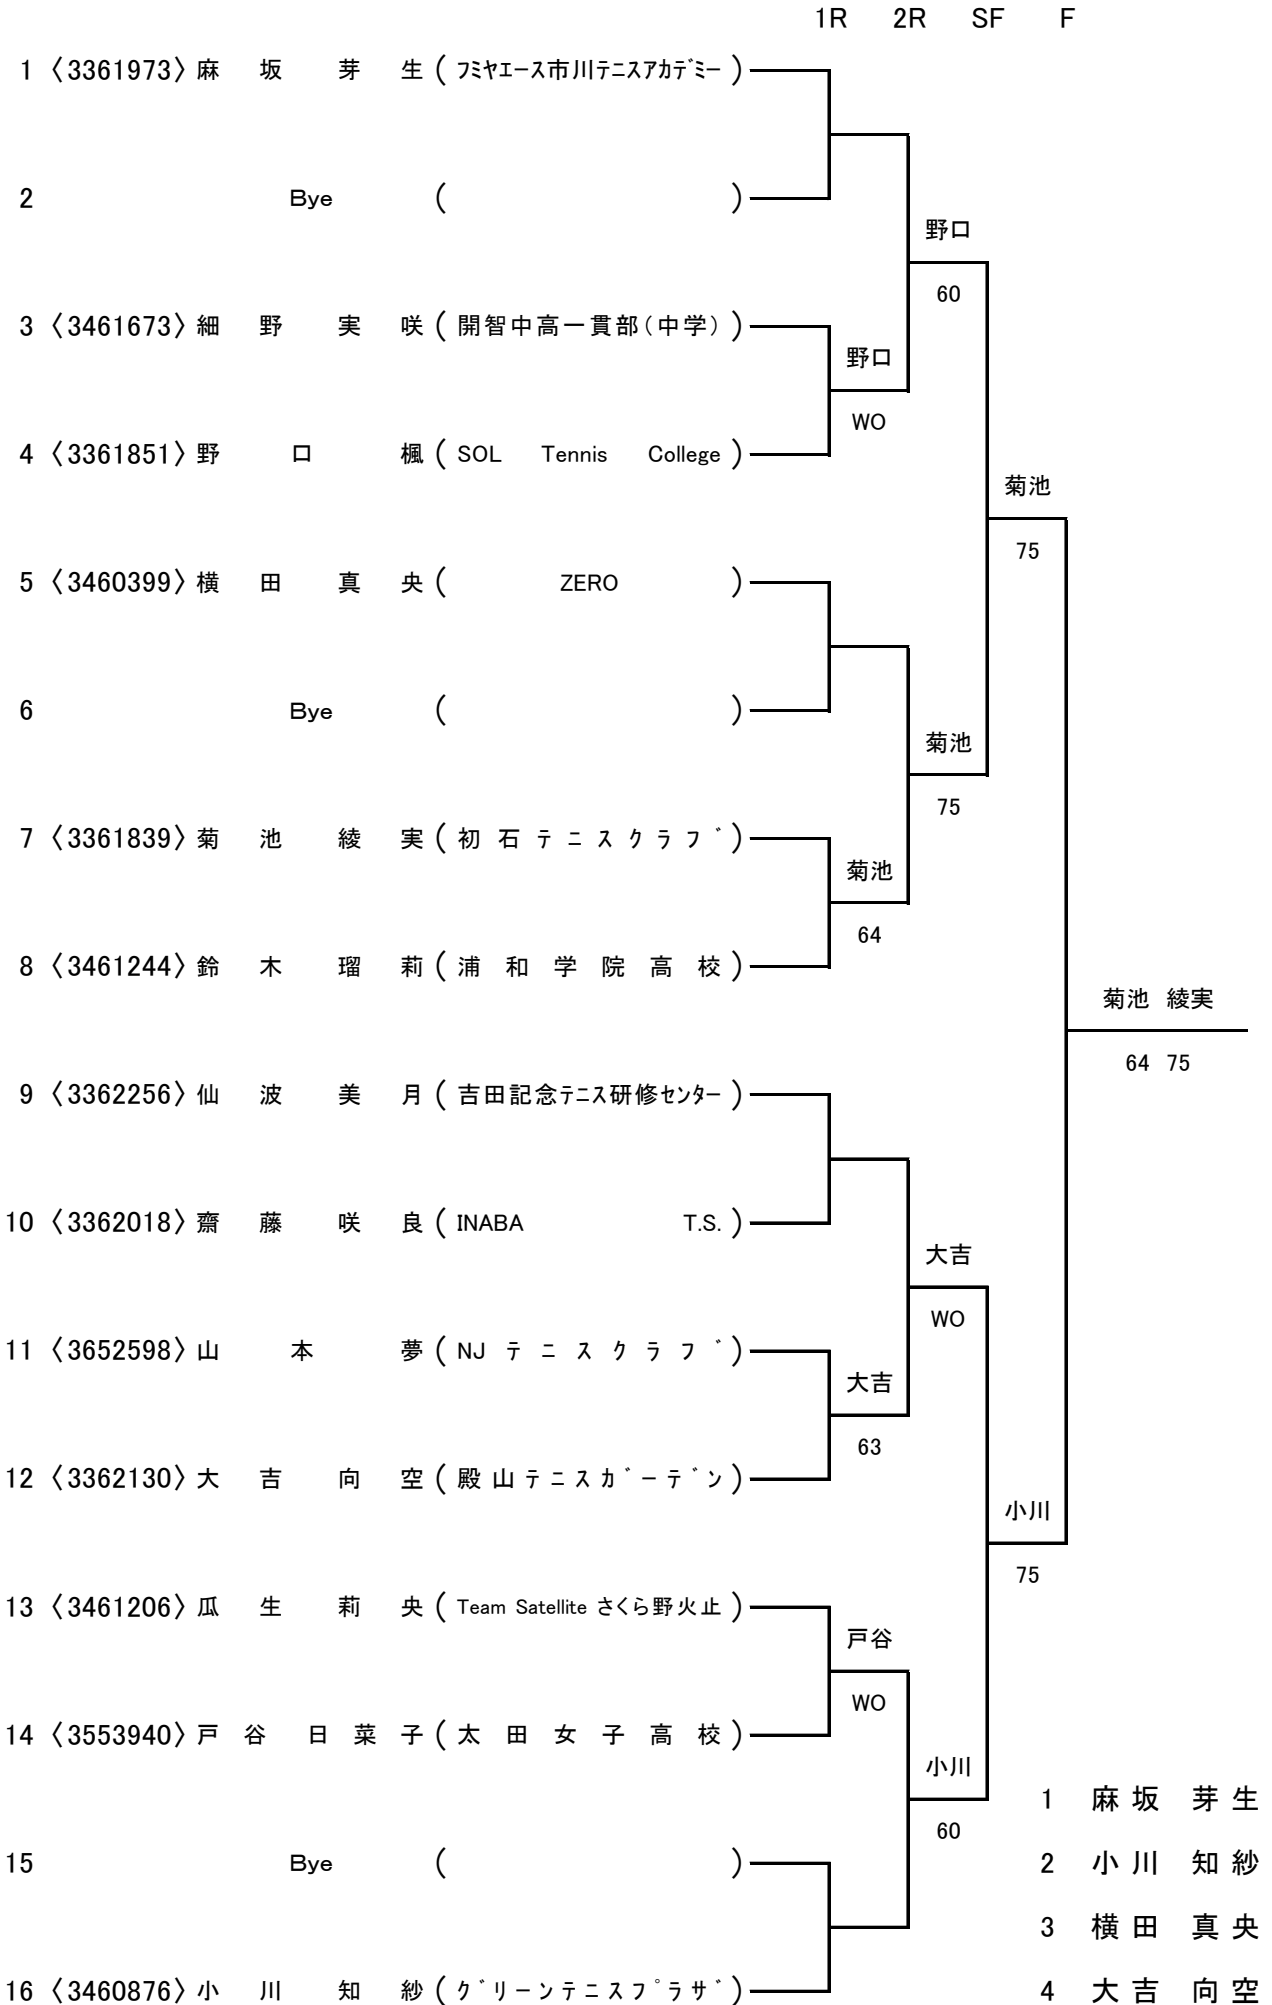 1R 2R SF F
1 〈3361973〉 麻坂 芽生 ( フミヤエース市川テニスアカデミー )
2 Bye ( )
野口
60
3 〈3461673〉 細野 実咲 ( 開智中高一貫部(中学) )
野口
WO
4 〈3361851〉 野口 楓 ( SOL Tennis College )
菊池
75
5 〈3460399〉 横田 真央 ( ZERO )
6 Bye ( )
菊池
75
7 〈3361839〉 菊池 綾実 ( 初石テニスクラブ )
菊池
64
8 〈3461244〉 鈴木 瑠莉 ( 浦和学院高校 )
菊池 綾実
64 75
9 〈3362256〉 仙波 美月 ( 吉田記念テニス研修センター )
10 〈3362018〉 齋藤 咲良 ( INABA T.S. )
大吉
WO
11 〈3652598〉 山本 夢 ( NJテニスクラブ )
大吉
63
12 〈3362130〉 大吉 向空 ( 殿山テニスガーデン )
小川
75
13 〈3461206〉 瓜生 莉央 ( Team Satellite さくら野火止 )
戸谷
WO
14 〈3553940〉 戸谷 日菜子 ( 太田女子高校 )
小川
60
15 Bye ( )
16 〈3460876〉 小川 知紗 ( グリーンテニスプラザ )
1 麻坂 芽生
2 小川 知紗
3 横田 真央
4 大吉 向空